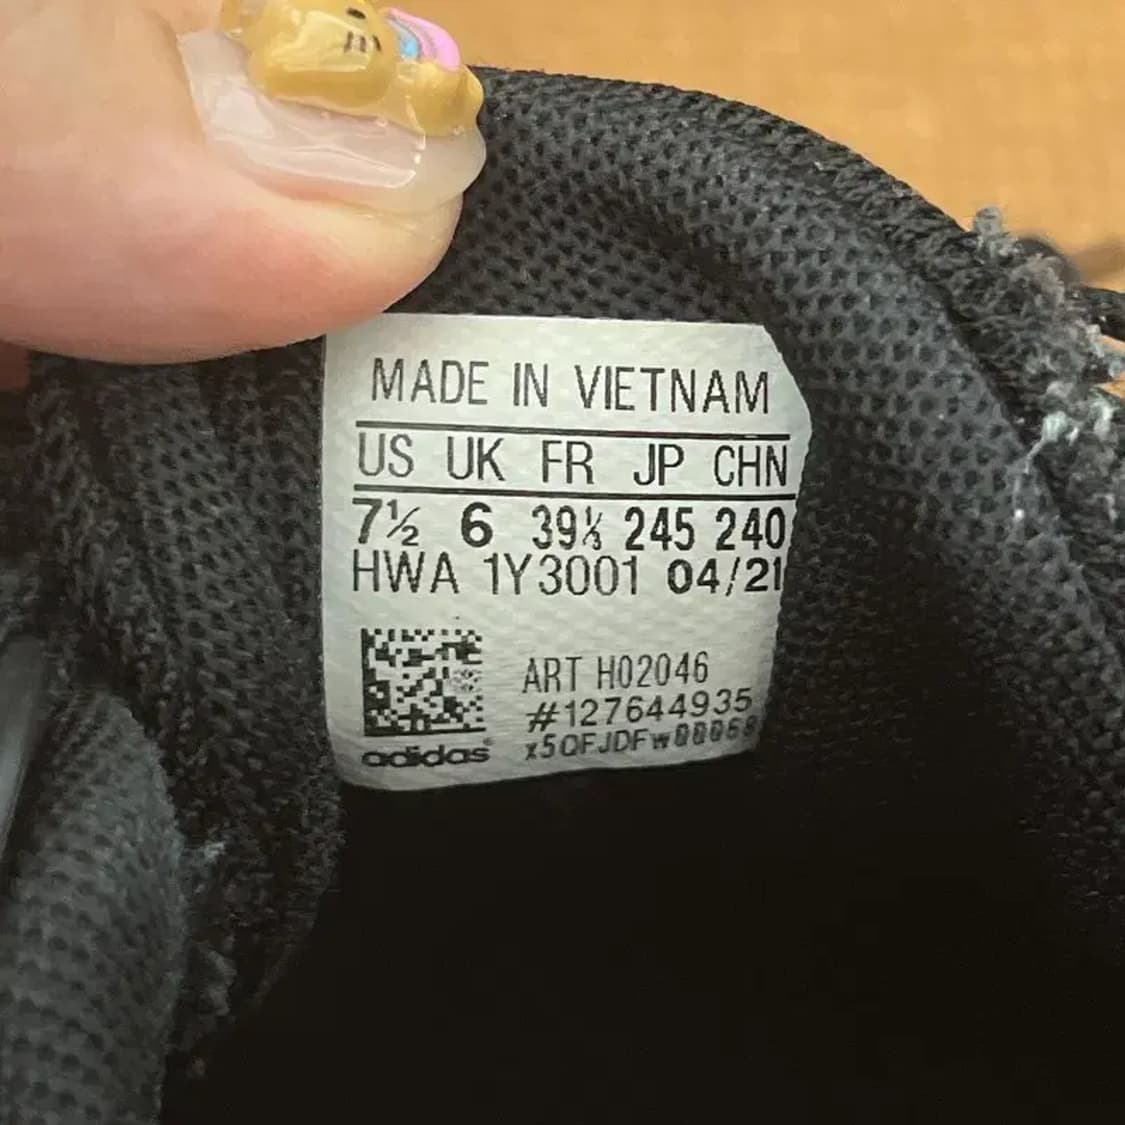 MADE IN VIETNAM
US UK FR JP CHN
7½ 6 39⅓ 245 240
HWA 1Y3001 04/21
ART H02046
#127644935
adidas®
x5QFJDFw00068